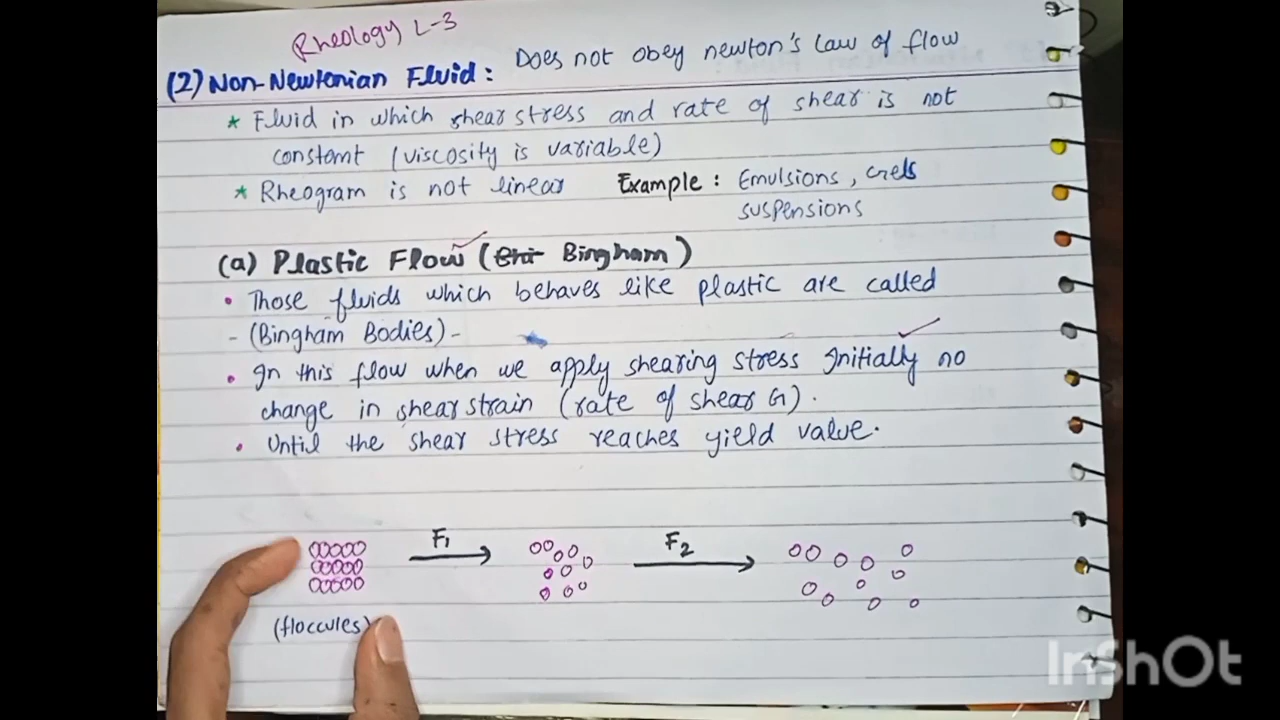 Rheology L-3
(2) Non-Newtonian Fluid: Does not obey newton's law of flow
* Fluid in which shear stress and rate of shear is not
constant (viscosity is variable)
* Rheogram is not linear Example: Emulsions, Gels
suspensions
(a) Plastic Flow ( Bingham)
• Those fluids which behaves like plastic are called
- (Bingham Bodies) -
• In this flow when we apply shearing stress Initially no
change in shear strain (rate of shear G).
• Until the shear stress reaches yield value.
F1 F2
(floccules)
InShOt